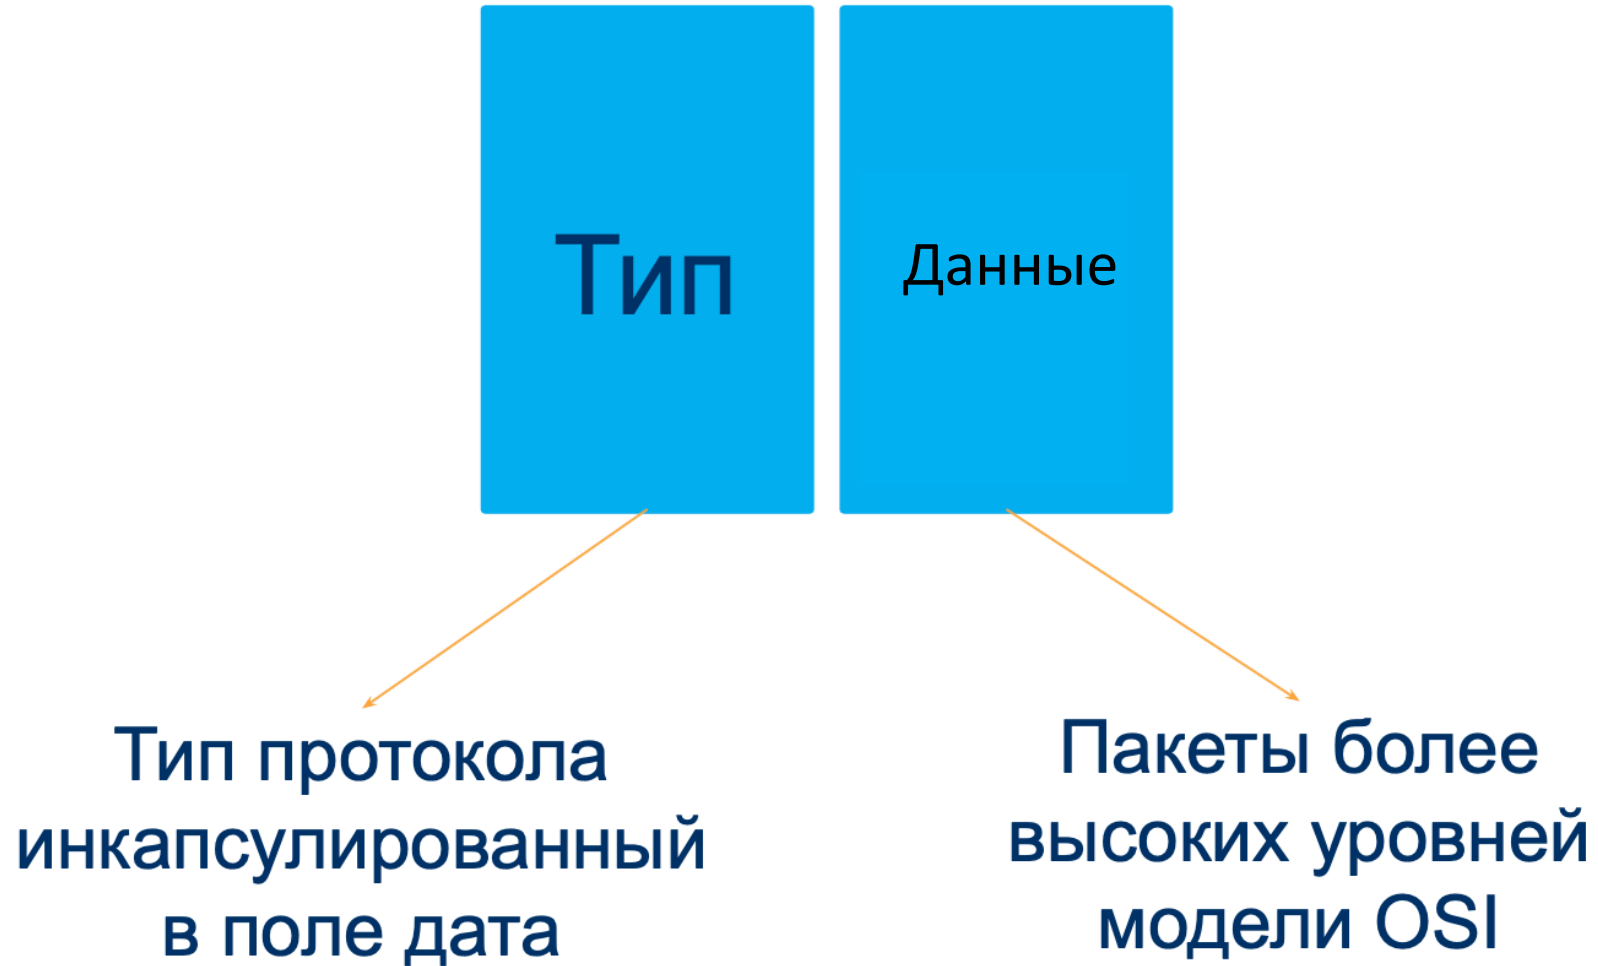 Тип
Данные
Тип протокола
инкапсулированный
в поле дата
Пакеты более
высоких уровней
модели OSI